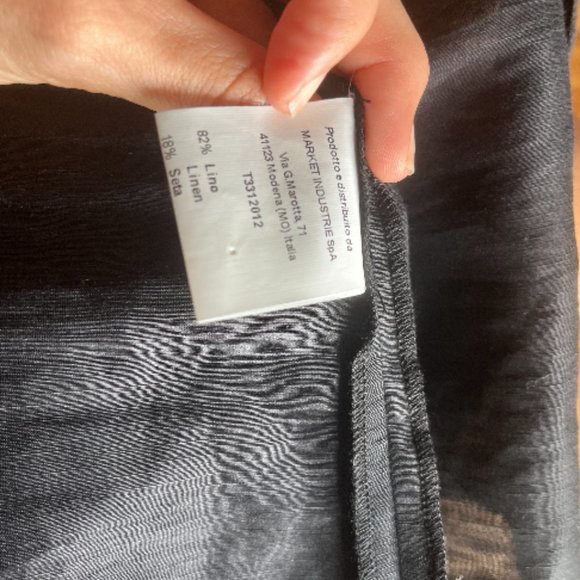 Prodotto e distribuito da
MARKET INDUSTRIE SpA
Via G.Marotta, 71
41123 Modena (MO) Italia
T3312012
82% Lino
Linen
18% Seta